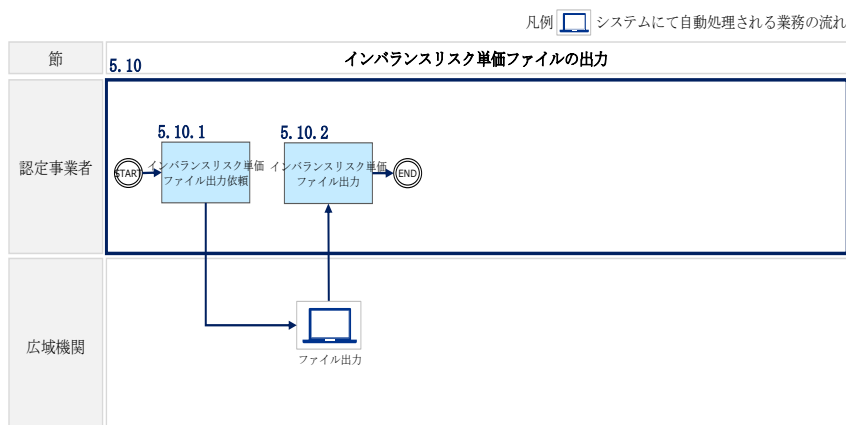 凡例 システムにて自動処理される業務の流れ
節
5.10
インバランスリスク単価ファイルの出力
認定事業者
5.10.1
5.10.2
START
インバランスリスク単価
ファイル出力依頼
インバランスリスク単価
ファイル出力
END
広域機関
ファイル出力